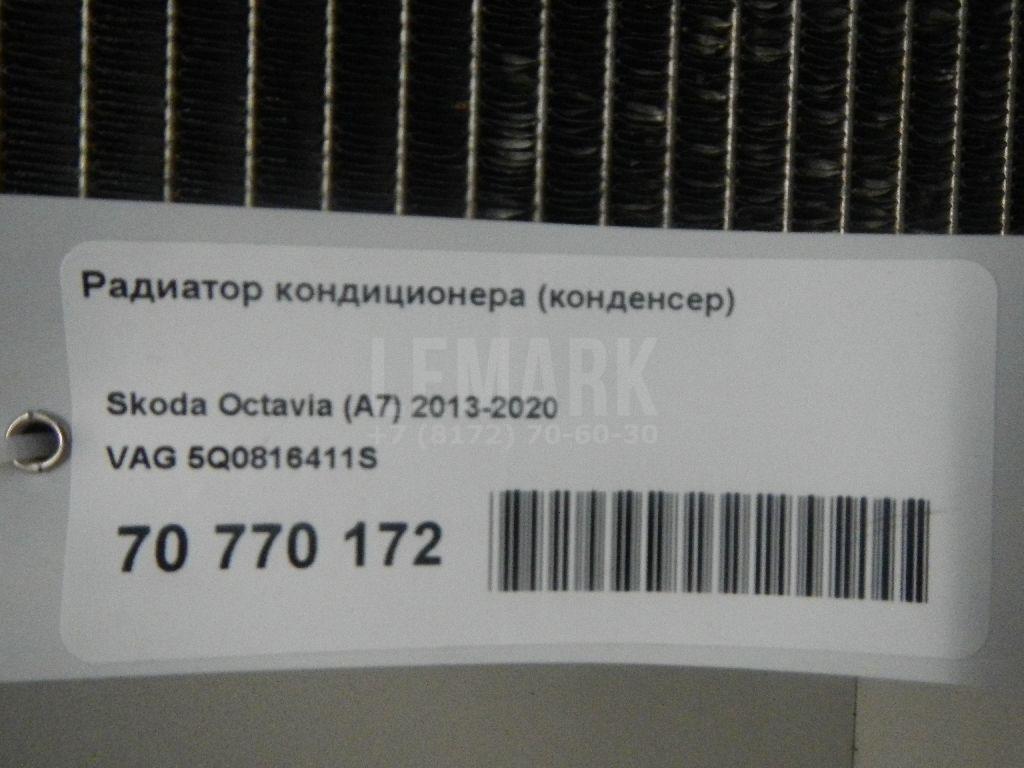 Радиатор кондиционера (конденсер)
LEMARK
Skoda Octavia (A7) 2013-2020
+7 (8172) 70-60-30
VAG 5Q0816411S
70 770 172